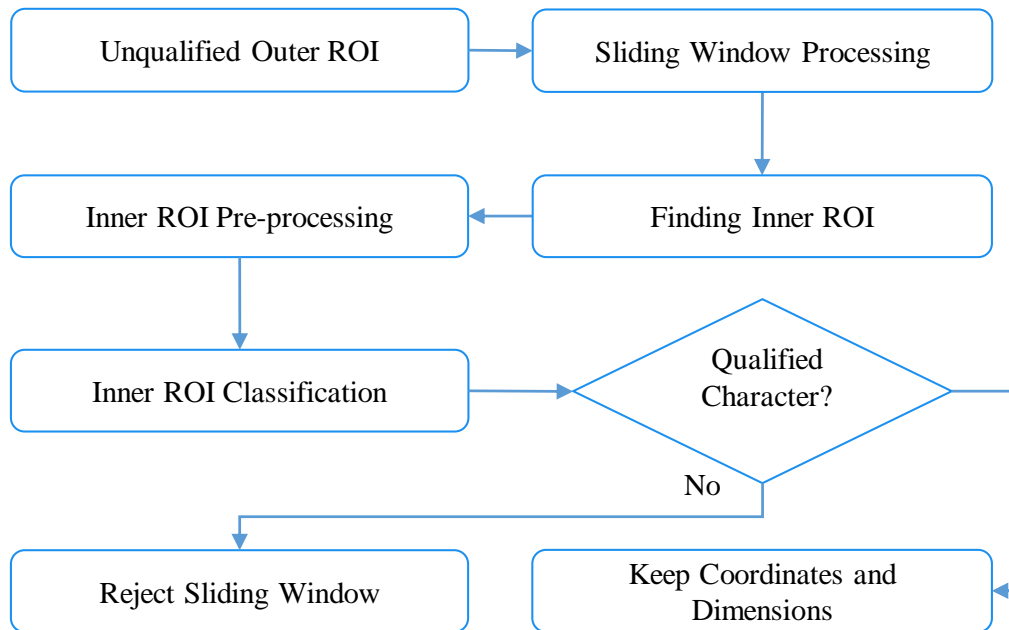 Unqualified Outer ROI
Sliding Window Processing
Inner ROI Pre-processing
Finding Inner ROI
Inner ROI Classification
Qualified
Character?
No
Reject Sliding Window
Keep Coordinates and
Dimensions